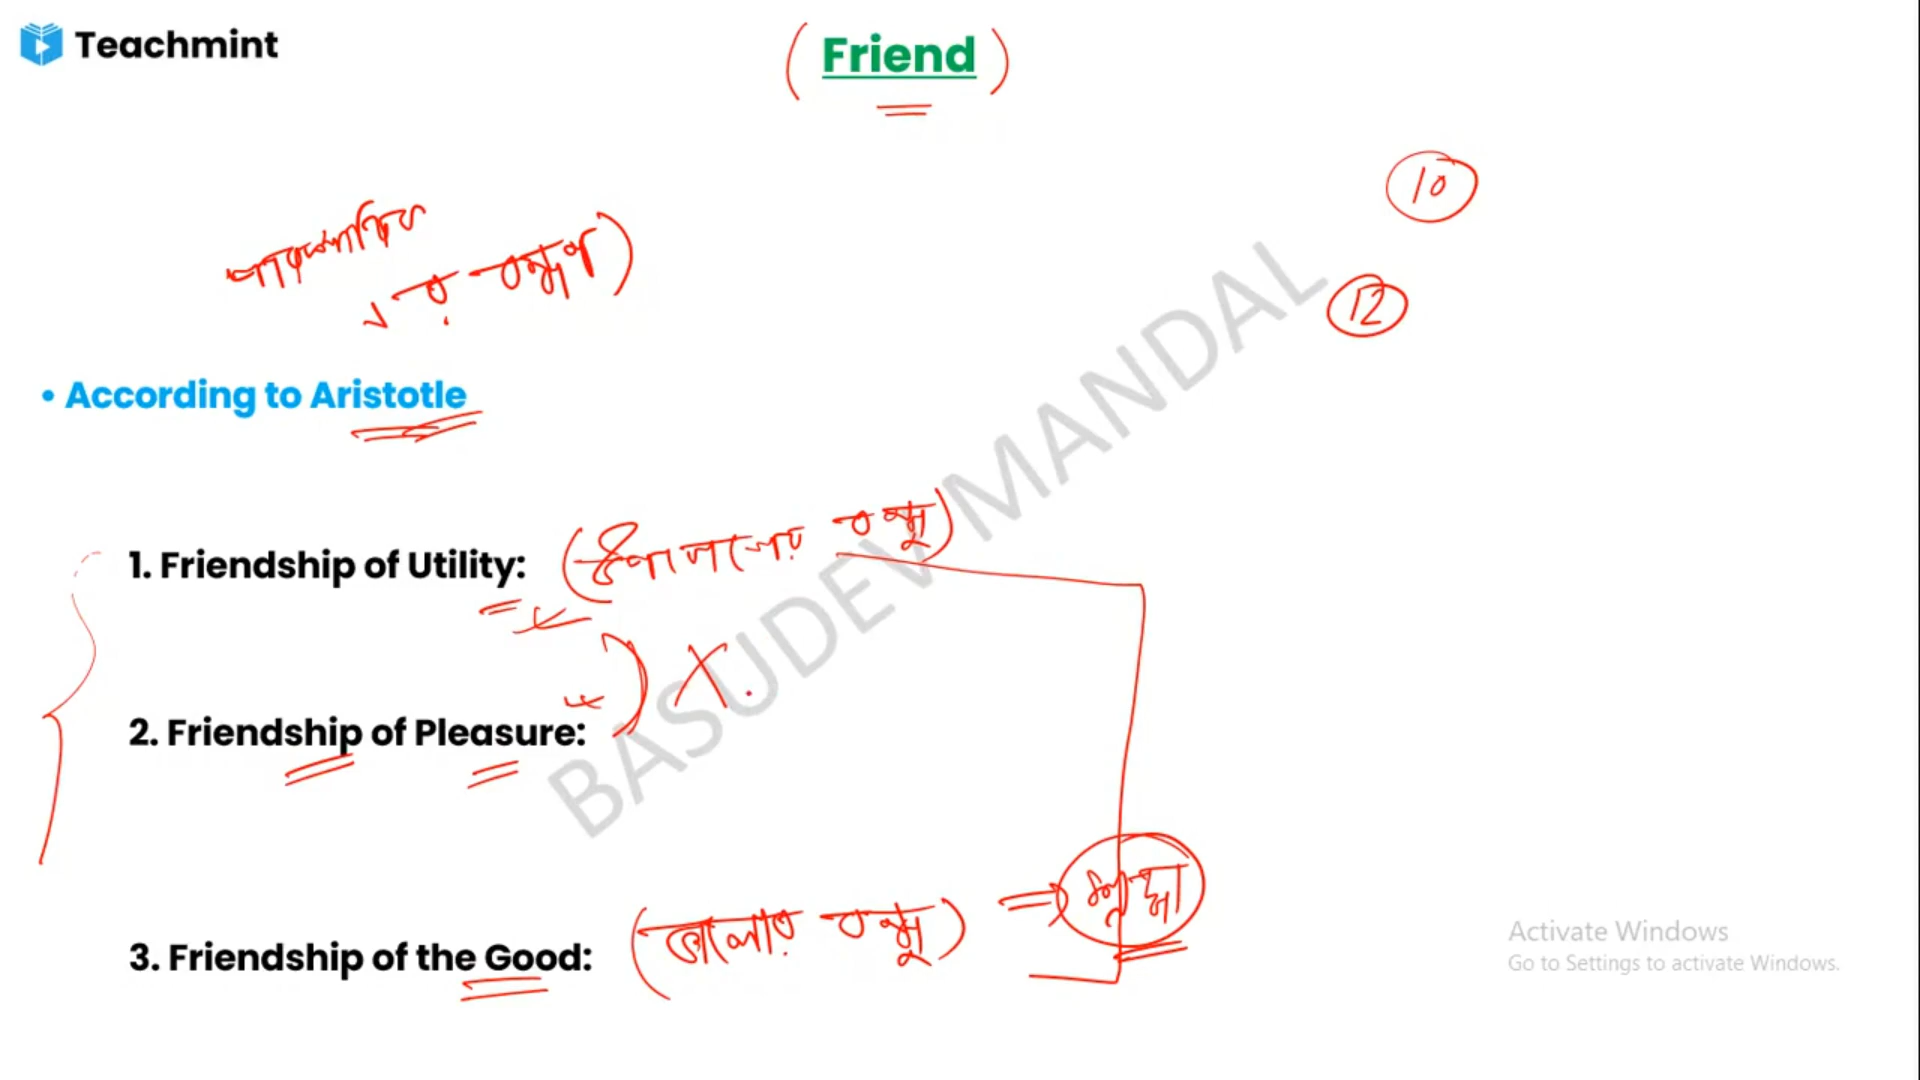 Teachmint
(Friend)
10
12
• According to Aristotle
1. Friendship of Utility:
বন্ধু)
2. Friendship of Pleasure:
X
3. Friendship of the Good: (ভালোর বন্ধু) =>
BASUDEV MANDAL
Activate Windows
Go to Settings to activate Windows.